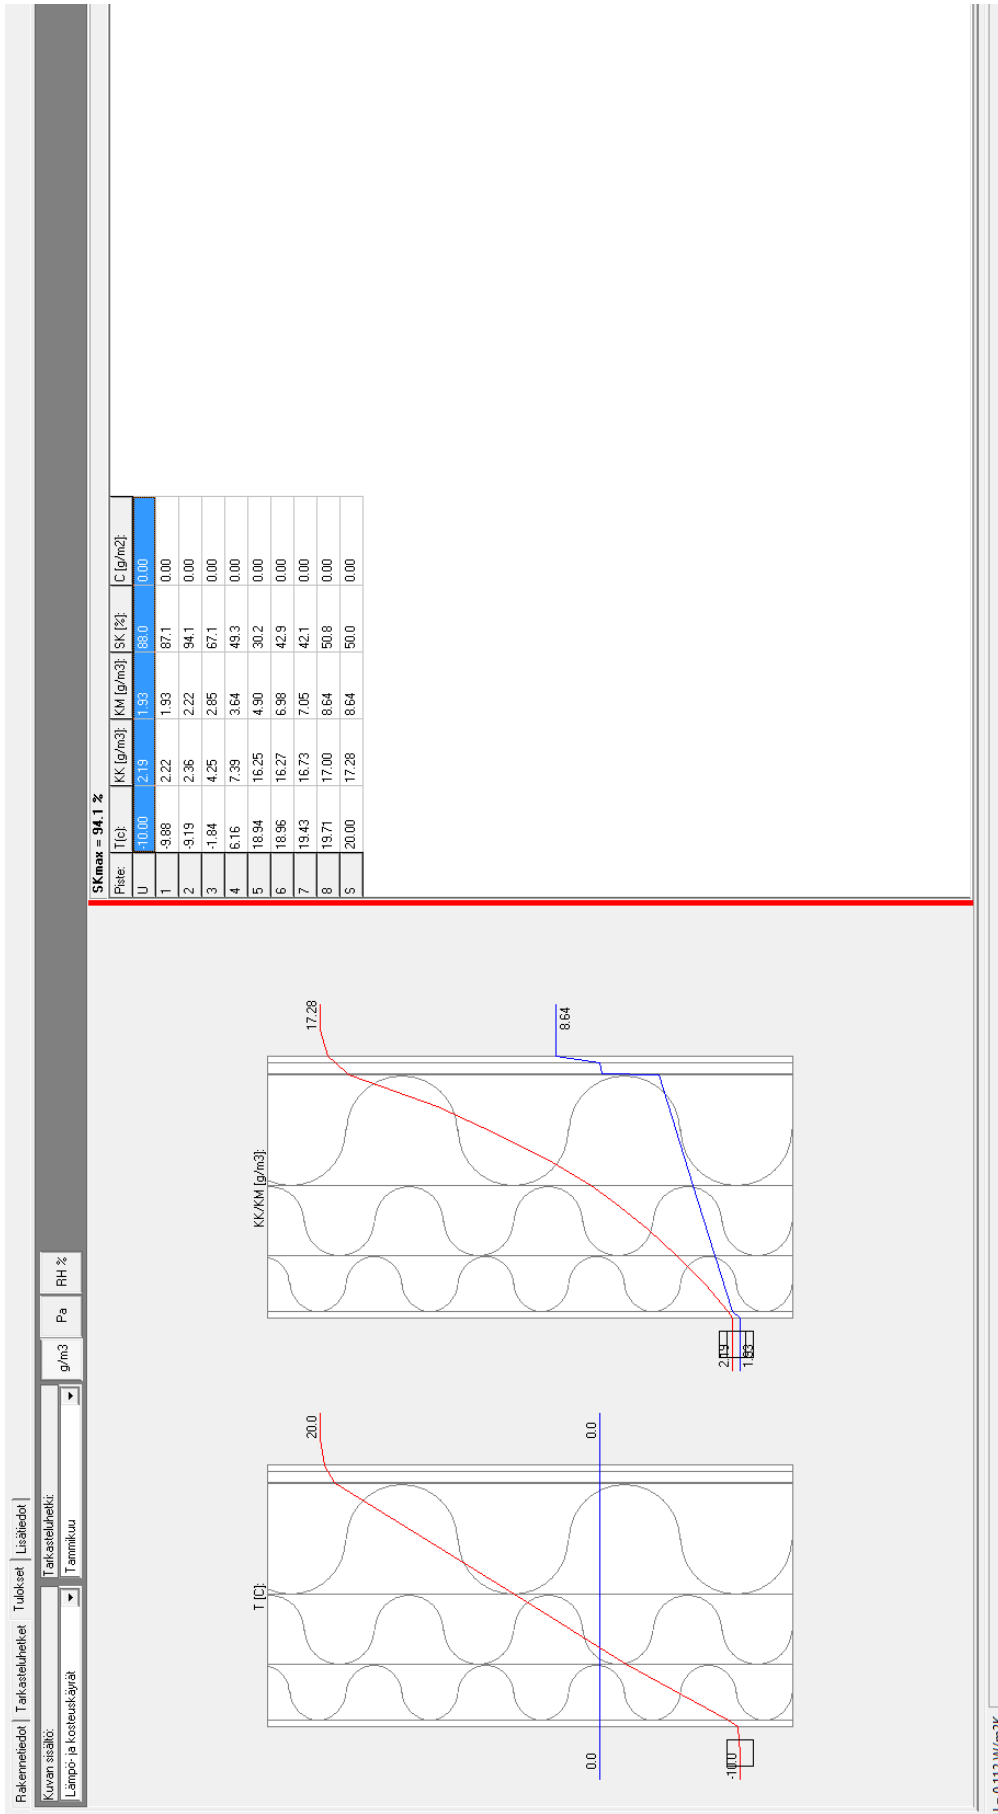 Rakennetiedot Tarkasteluhetket Tulokset Lisätiedot
Kuvan sisältö: Tarkasteluhetki:
Lämpö- ja kosteuskäyrät Tammikuu g/m3 Pa RH %
T [C]:
20.0
0.0 0.0
-10.0
KK/KM [g/m3]:
17.28
8.64
2.19
1.93
SKmax = 94.1 %
Piste: T(c): KK [g/m3]: KM [g/m3]: SK [%]: C [g/m2]:
U -10.00 2.19 1.93 88.0 0.00
1 -9.88 2.22 1.93 87.1 0.00
2 -9.19 2.36 2.22 94.1 0.00
3 -1.84 4.25 2.85 67.1 0.00
4 6.16 7.39 3.64 49.3 0.00
5 18.94 16.25 4.90 30.2 0.00
6 18.96 16.27 6.98 42.9 0.00
7 19.43 16.73 7.05 42.1 0.00
8 19.71 17.00 8.64 50.8 0.00
S 20.00 17.28 8.64 50.0 0.00